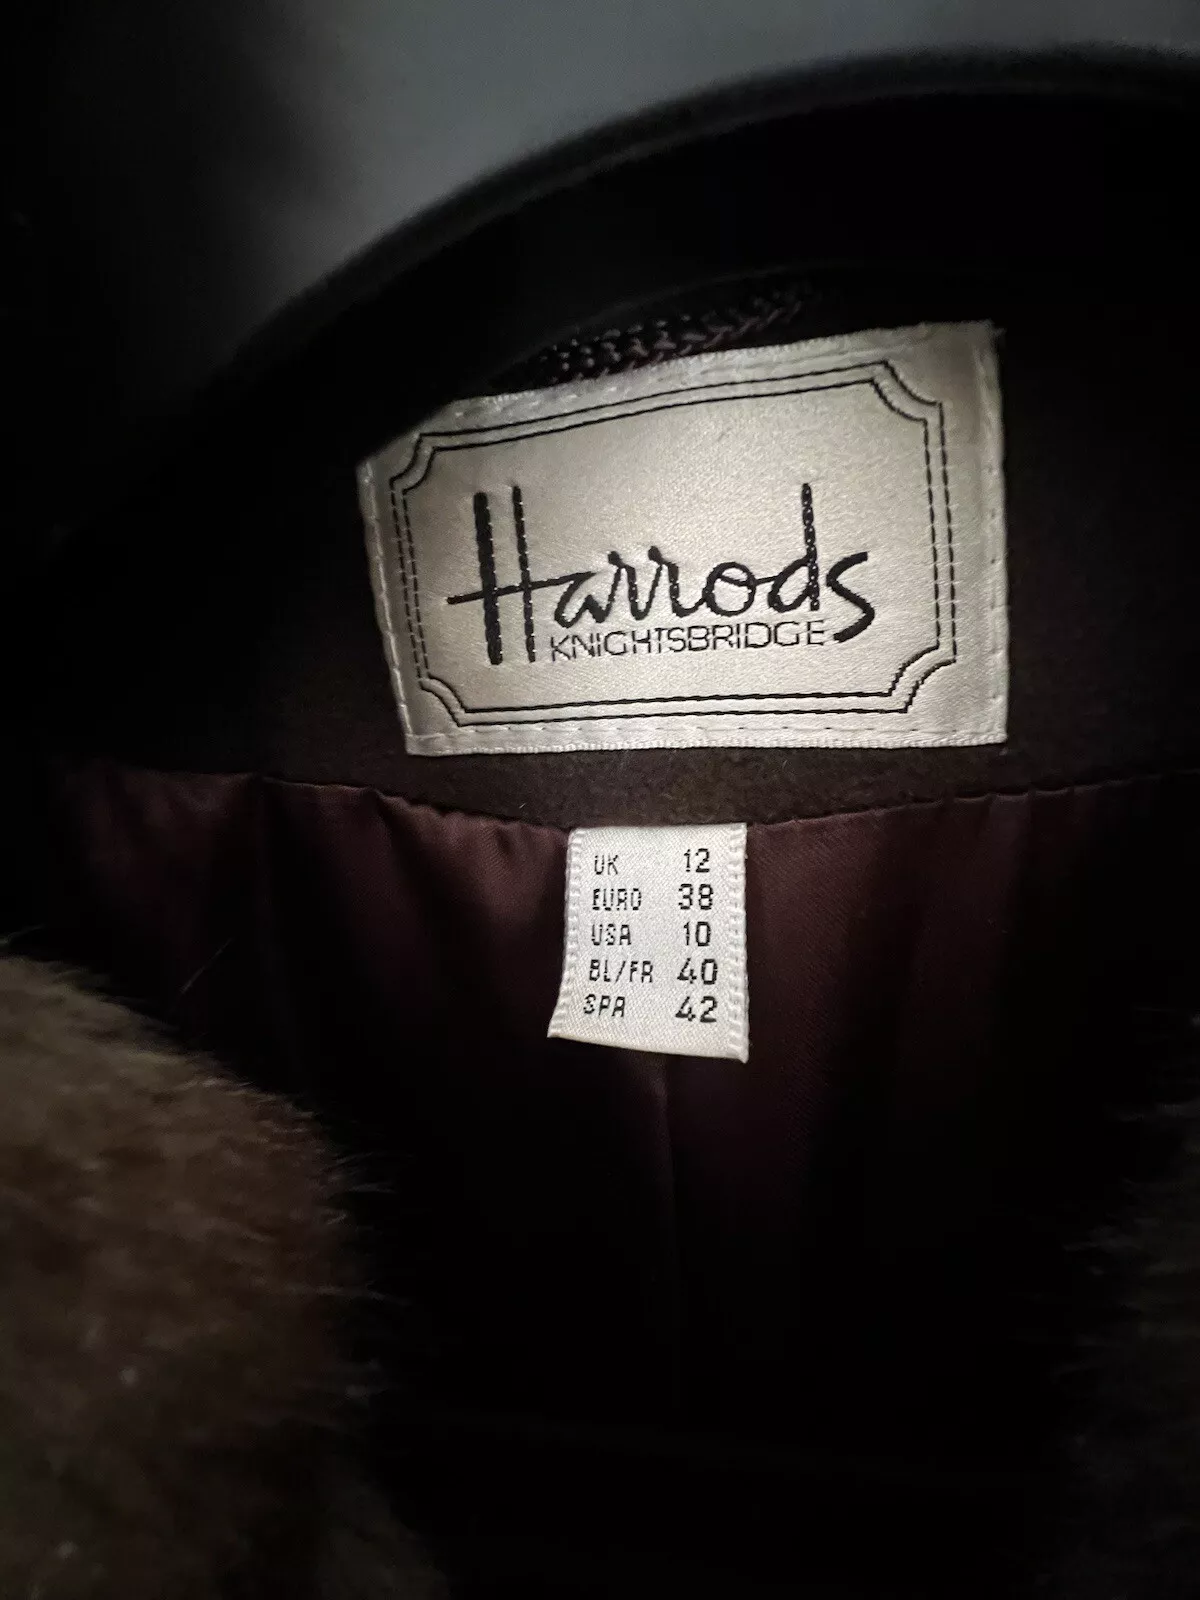 Harrods
KNIGHTSBRIDGE
UK 12
EURO 38
USA 10
BL/FR 40
SPA 42